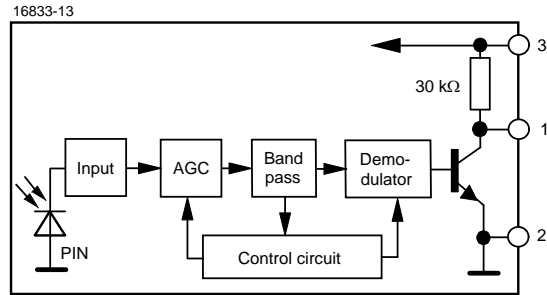 16833-13
3
30 kΩ
1
Input
AGC
Band
pass
Demo-
dulator
PIN
Control circuit
2